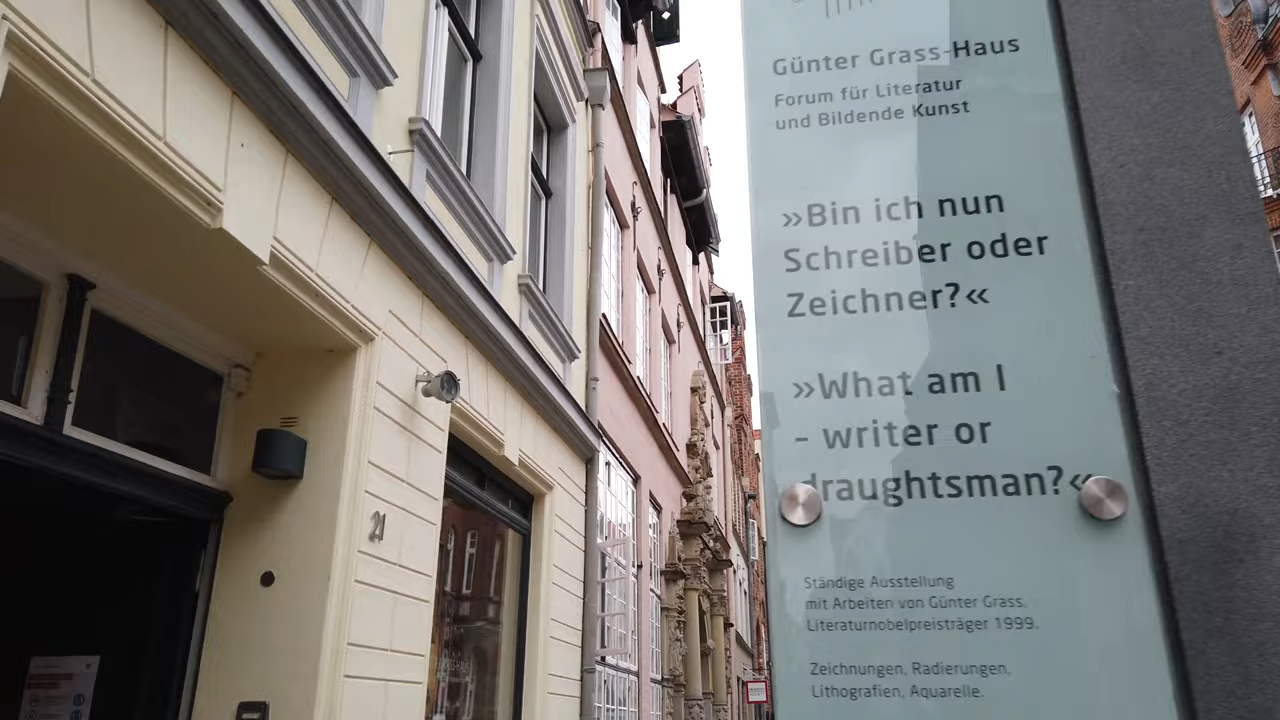 21
Günter Grass-Haus
Forum für Literatur
und Bildende Kunst
»Bin ich nun
Schreiber oder
Zeichner?«
»What am I
- writer or
draughtsman?«
Ständige Ausstellung
mit Arbeiten von Günter Grass.
Literaturnobelpreisträger 1999.
Zeichnungen, Radierungen,
Lithografien, Aquarelle.